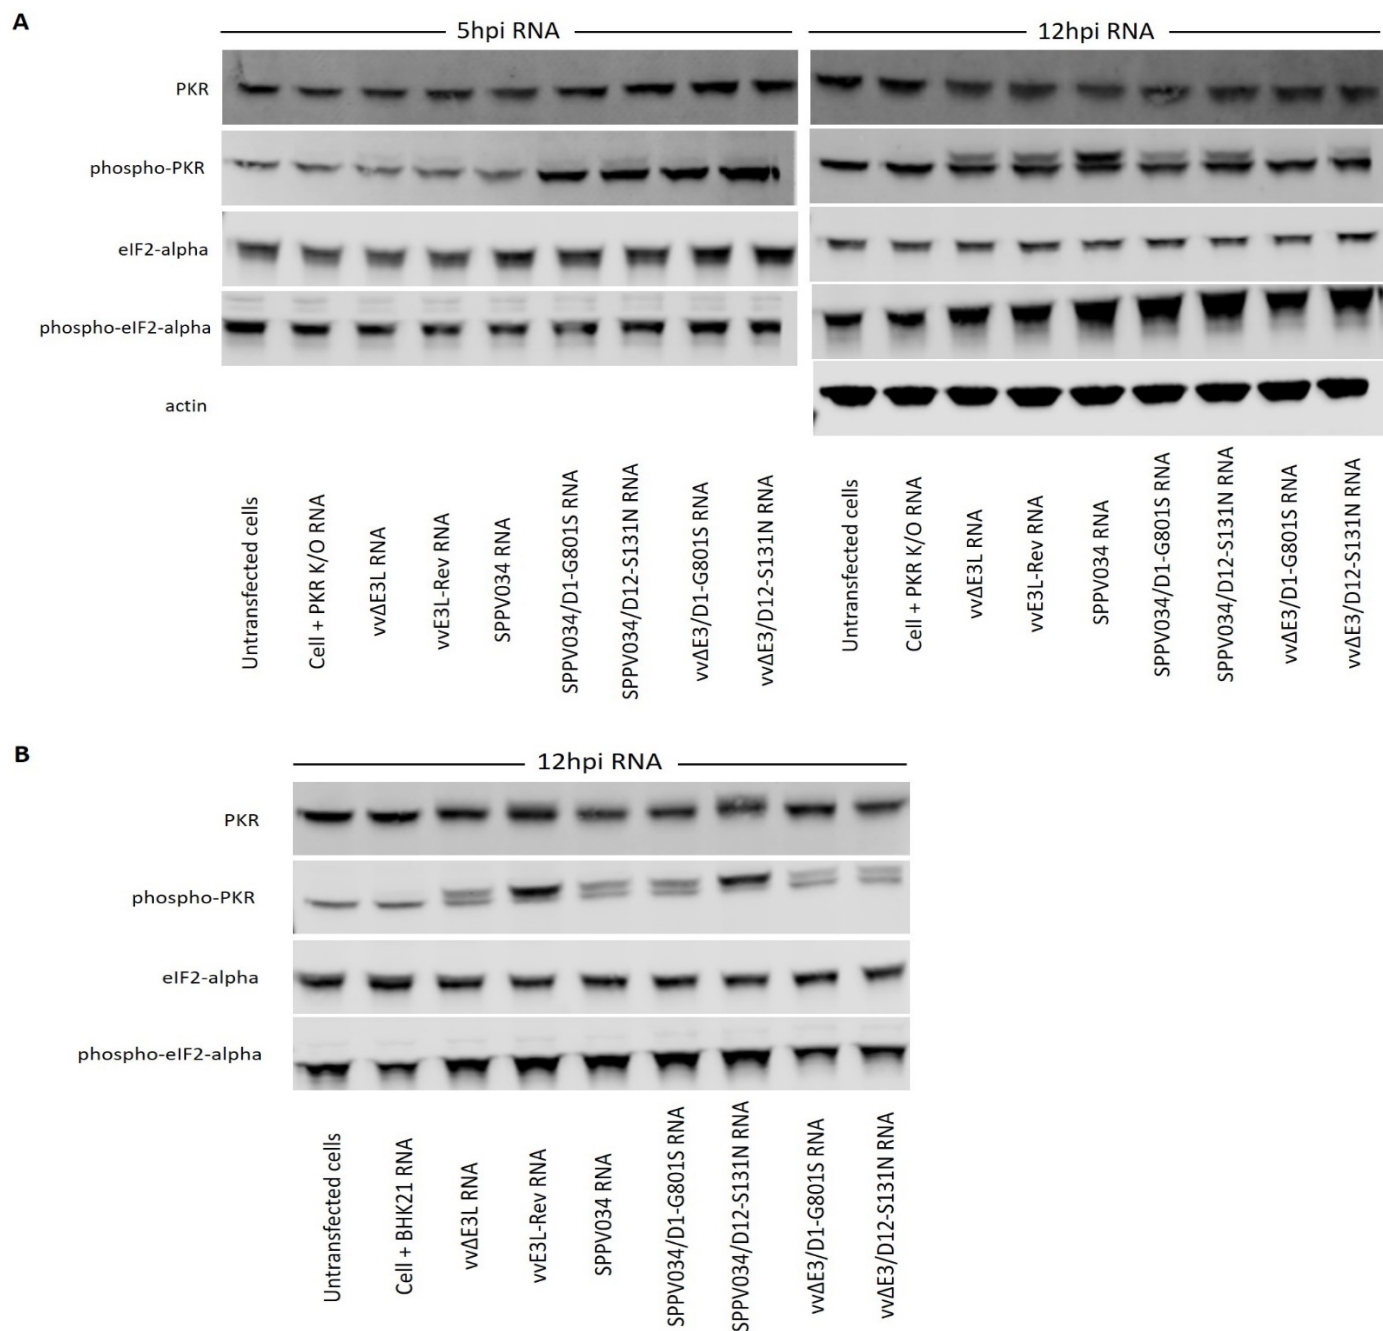 A
5hpi RNA
12hpi RNA
PKR
phospho-PKR
eIF2-alpha
phospho-eIF2-alpha
actin
Untransfected cells
Cell + PKR K/O RNA
vvΔE3L RNA
vvE3L-Rev RNA
SPPV034 RNA
SPPV034/D1-G801S RNA
SPPV034/D12-S131N RNA
vvΔE3/D1-G801S RNA
vvΔE3/D12-S131N RNA
Untransfected cells
Cell + PKR K/O RNA
vvΔE3L RNA
vvE3L-Rev RNA
SPPV034 RNA
SPPV034/D1-G801S RNA
SPPV034/D12-S131N RNA
vvΔE3/D1-G801S RNA
vvΔE3/D12-S131N RNA
B
12hpi RNA
PKR
phospho-PKR
eIF2-alpha
phospho-eIF2-alpha
Untransfected cells
Cell + BHK21 RNA
vvΔE3L RNA
vvE3L-Rev RNA
SPPV034 RNA
SPPV034/D1-G801S RNA
SPPV034/D12-S131N RNA
vvΔE3/D1-G801S RNA
vvΔE3/D12-S131N RNA